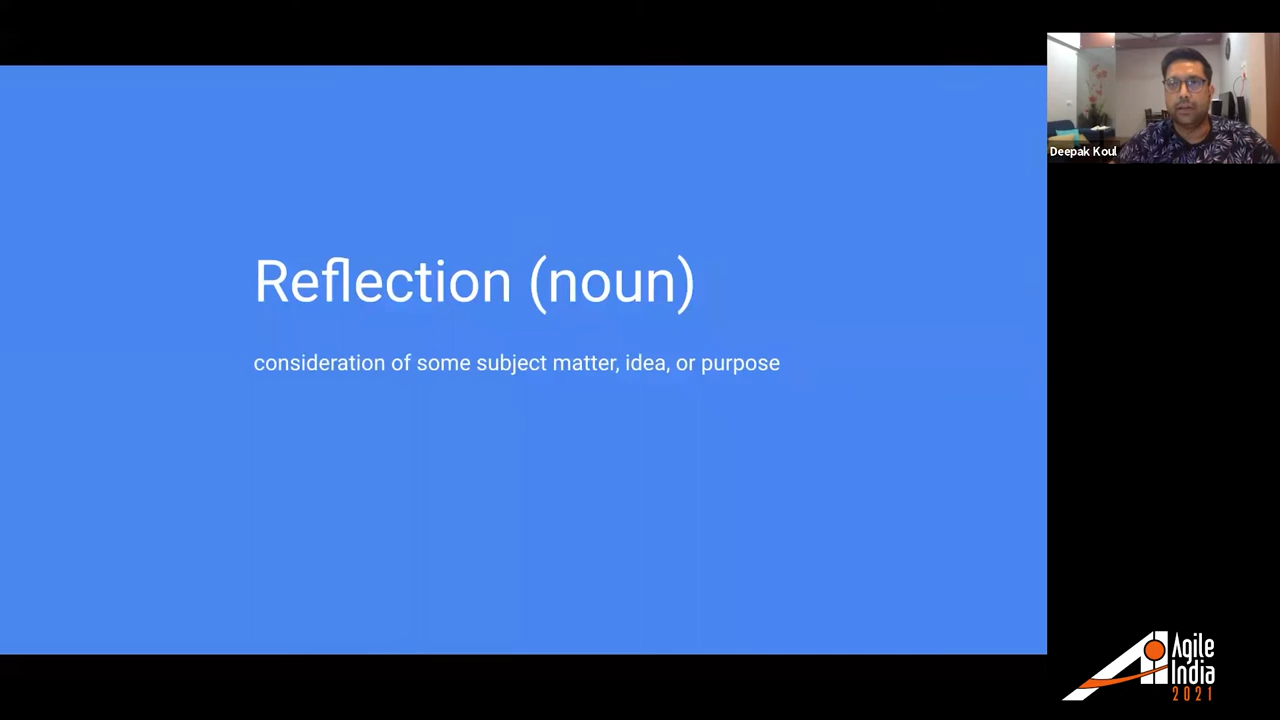 Reflection (noun)
consideration of some subject matter, idea, or purpose
Deepak Koul
Agile
India
2021